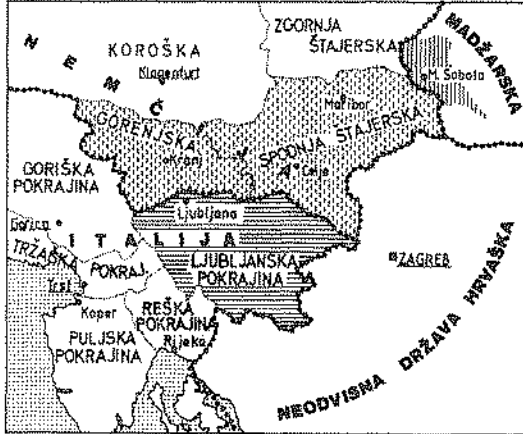 NEMČIJA
KOROŠKA
Klagenfurt
ZGORNJA
ŠTAJERSKA
MADŽARSKA
M. Sobota
Maribor
GORENJSKA
Kranj
SPODNJA ŠTAJERSKA
Celje
GORIŠKA
POKRAJINA
Ljubljana
Gorica
ITALIJA
TRŽAŠKA
POKRAJ.
LJUBLJANSKA
POKRAJINA
ZAGREB
Trst
Koper
REŠKA
POKRAJINA
Rijeka
PULJSKA
POKRAJINA
NEODVISNA DRŽAVA HRVAŠKA